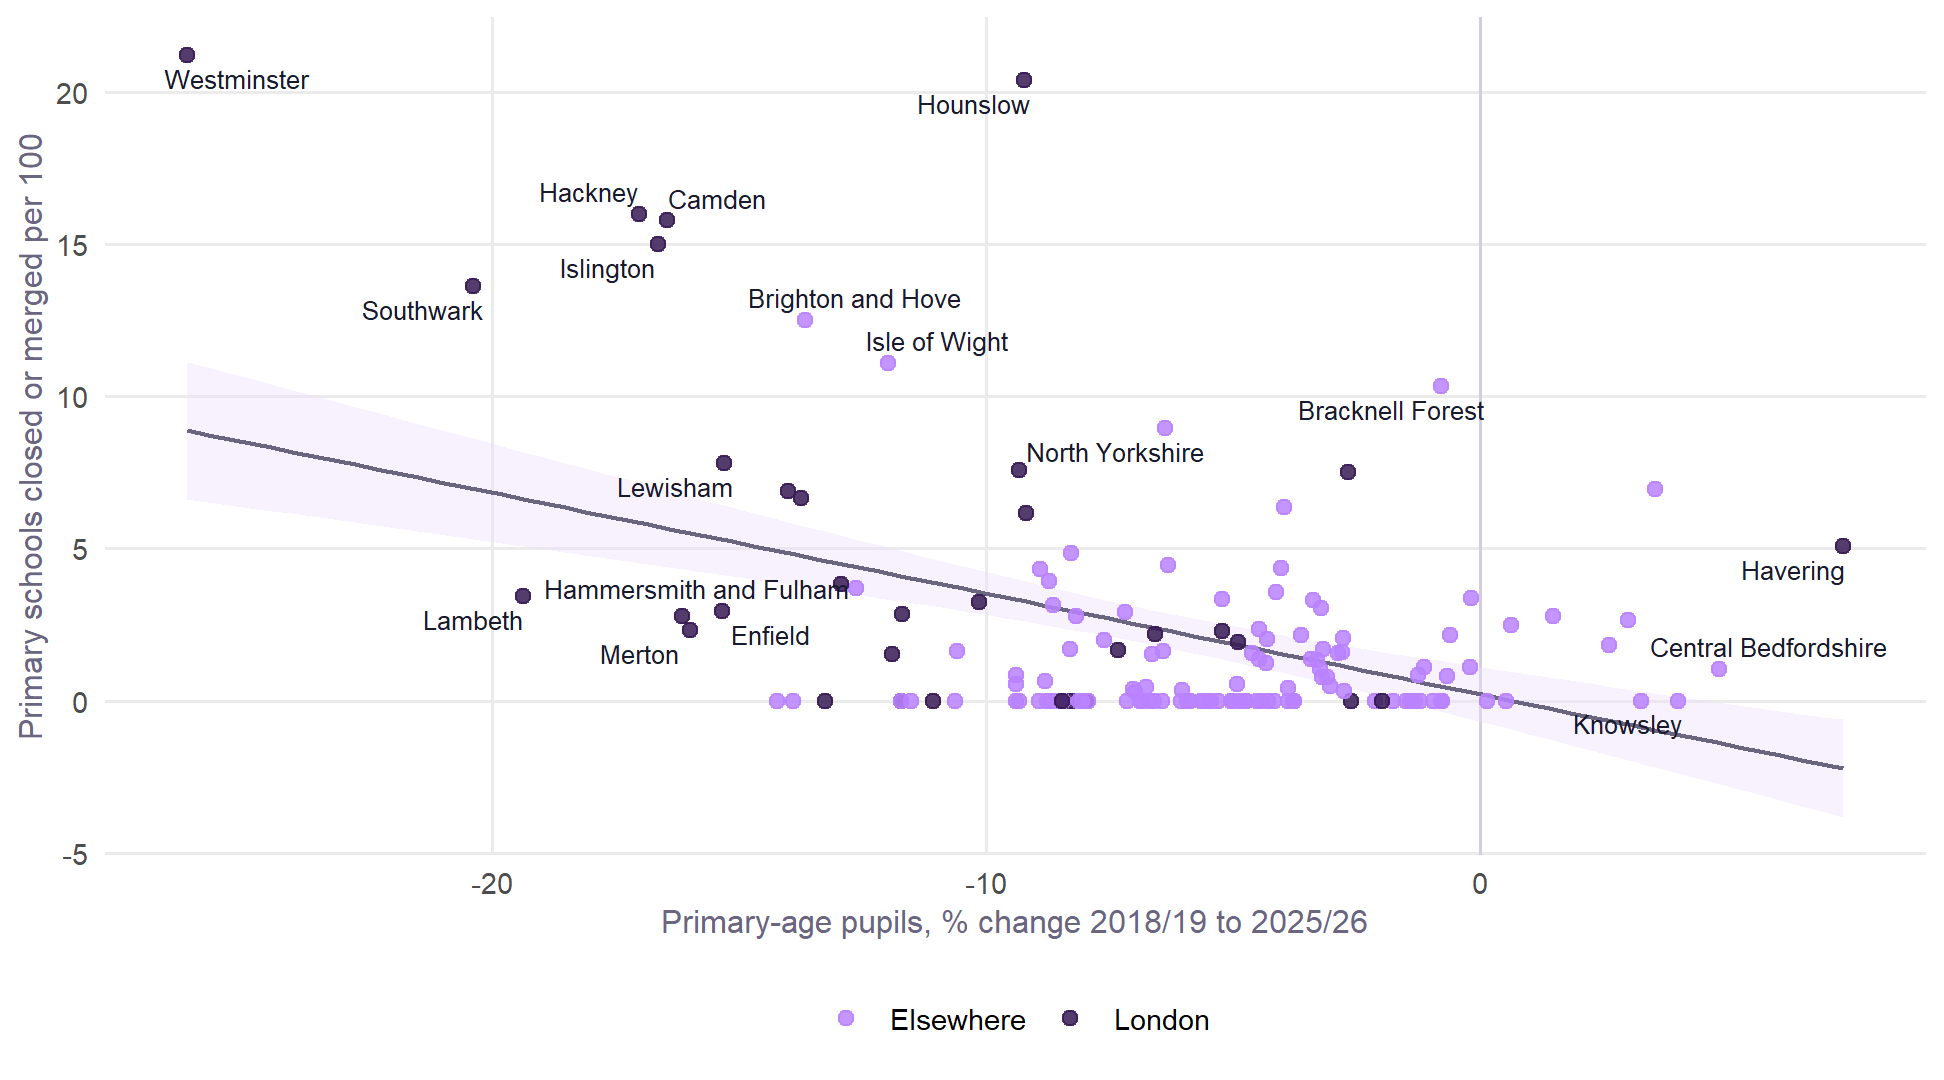 Westminster
20
Hounslow
Hackney
Camden
15
Islington
Southwark
Brighton and Hove
Isle of Wight
10
Bracknell Forest
North Yorkshire
Lewisham
5
Havering
Hammersmith and Fulham
Lambeth
Enfield
Merton
Central Bedfordshire
0
Knowsley
-5
Primary schools closed or merged per 100
-20
-10
0
Primary-age pupils, % change 2018/19 to 2025/26
Elsewhere
London